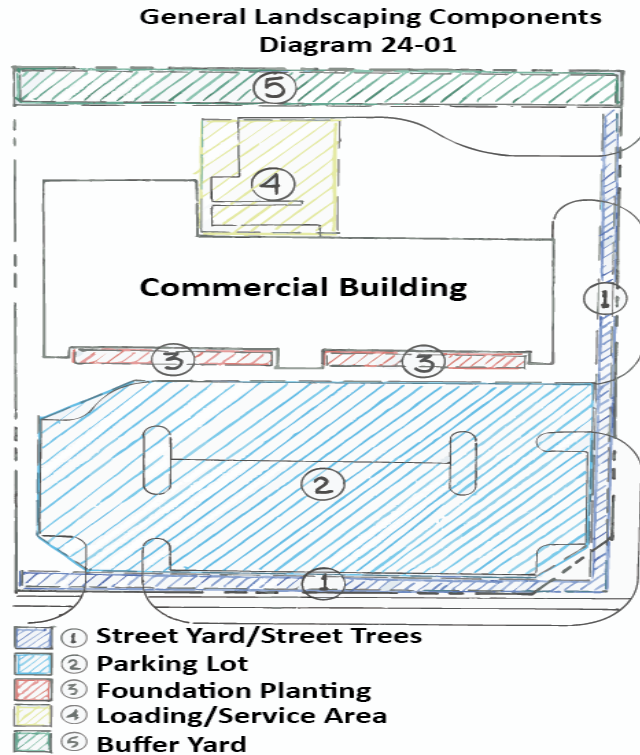 General Landscaping Components
Diagram 24-01
5
4
Commercial Building
1
3
3
2
1
1 Street Yard/Street Trees
2 Parking Lot
3 Foundation Planting
4 Loading/Service Area
5 Buffer Yard